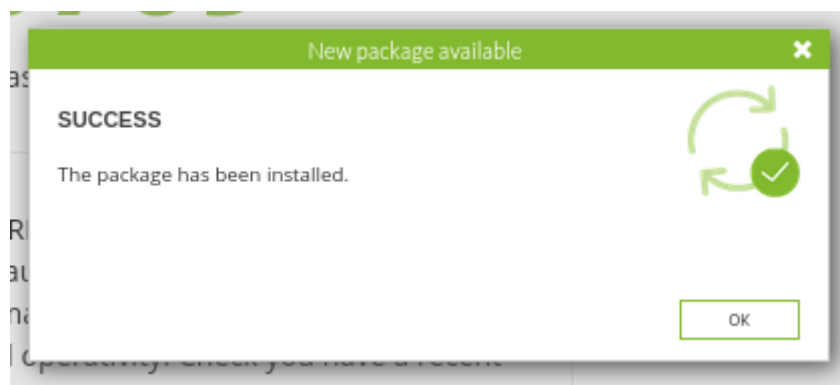 New package available
SUCCESS
The package has been installed.
OK